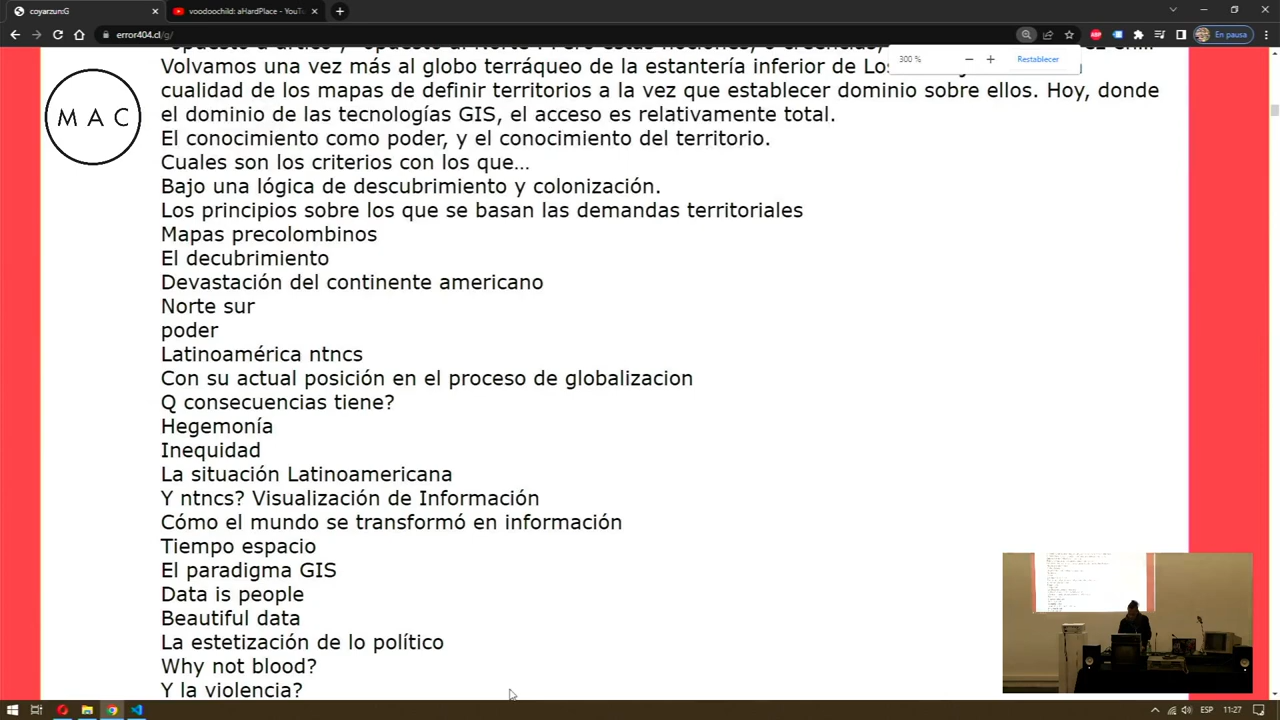 coyarzun:G
voodoochild: aHardPlace - YouT
error404.cl/g/
En pausa
300 %
Restablecer
MAC
Volvamos una vez más al globo terráqueo de la estantería inferior de
cualidad de los mapas de definir territorios a la vez que establecer dominio sobre ellos. Hoy, donde
el dominio de las tecnologías GIS, el acceso es relativamente total.
El conocimiento como poder, y el conocimiento del territorio.
Cuales son los criterios con los que…
Bajo una lógica de descubrimiento y colonización.
Los principios sobre los que se basan las demandas territoriales
Mapas precolombinos
El decubrimiento
Devastación del continente americano
Norte sur
poder
Latinoamérica ntncs
Con su actual posición en el proceso de globalizacion
Q consecuencias tiene?
Hegemonía
Inequidad
La situación Latinoamericana
Y ntncs? Visualización de Información
Cómo el mundo se transformó en información
Tiempo espacio
El paradigma GIS
Data is people
Beautiful data
La estetización de lo político
Why not blood?
Y la violencia?
ESP
11:27